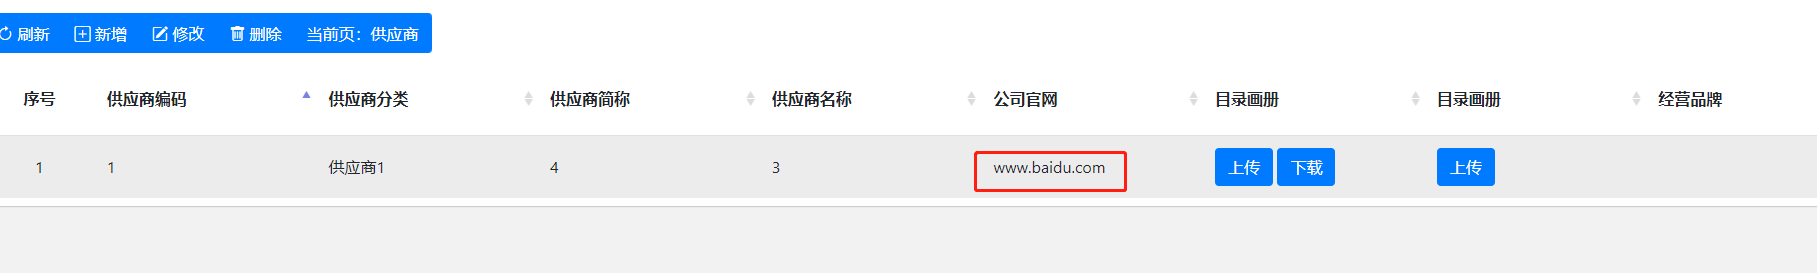 刷新 新增 修改 删除 当前页：供应商
序号 供应商编码 供应商分类 供应商简称 供应商名称 公司官网 目录画册 目录画册 经营品牌
1 1 供应商1 4 3 www.baidu.com 上传 下载 上传